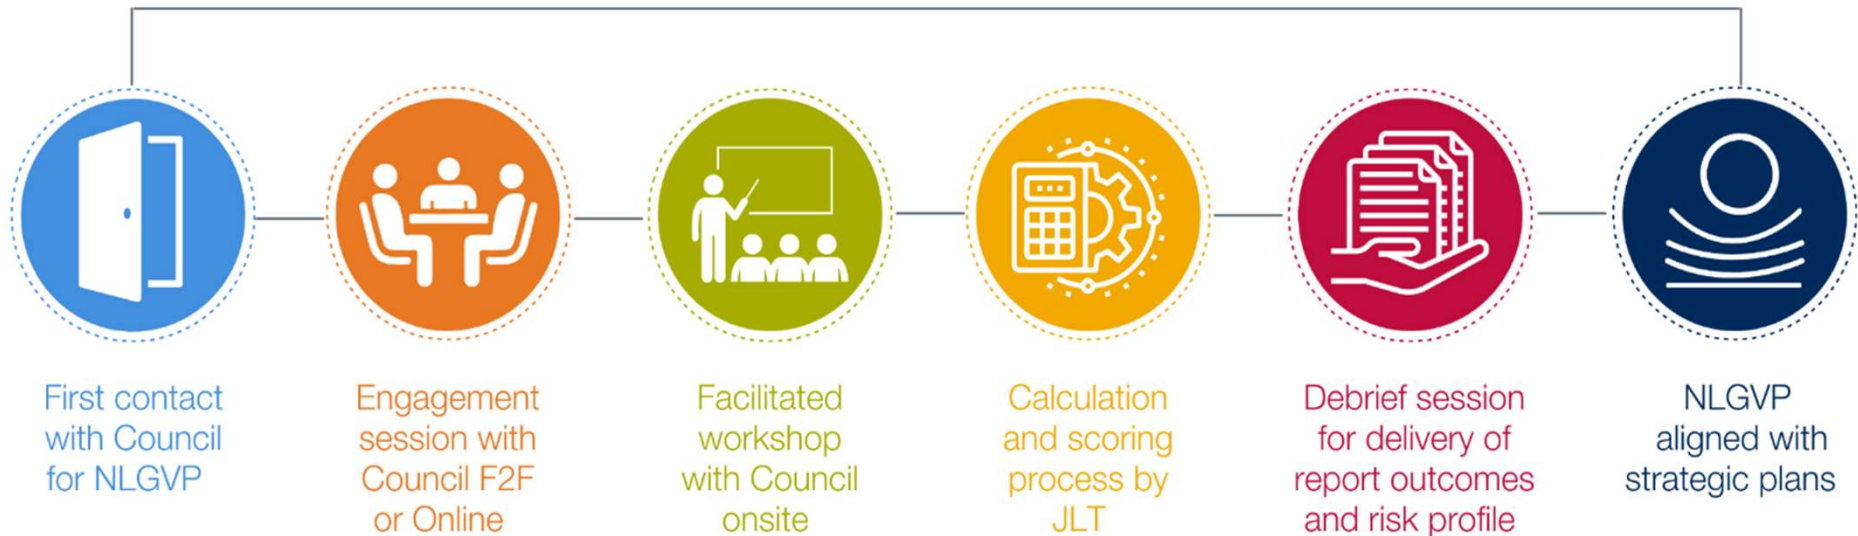 First contact
with Council
for NLGVP
Engagement
session with
Council F2F
or Online
Facilitated
workshop
with Council
onsite
Calculation
and scoring
process by
JLT
Debrief session
for delivery of
report outcomes
and risk profile
NLGVP
aligned with
strategic plans